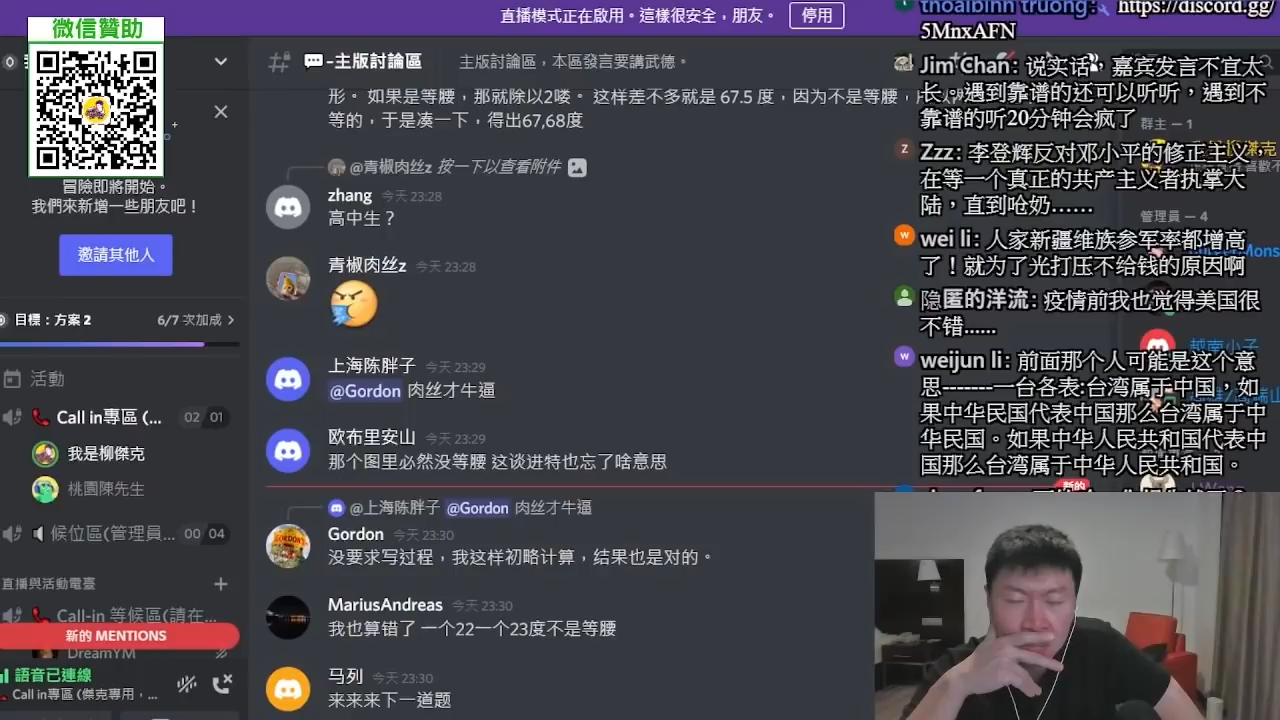 直播模式正在啟用。這樣很安全，朋友。
停用
微信贊助
冒險即將開始。
我們來新增一些朋友吧！
邀請其他人
目標：方案 2
6/7 次加成
活動
Call in專區 (...
02 01
我是柳傑克
桃園陳先生
候位區(管理員...
00 04
直播與活動電臺
Call-in 等候區(請在...
新的 MENTIONS
DreamYM
語音已連線
Call in專區 (傑克專用，...
-主版討論區
主版討論區，本區發言要講武德。
形。 如果是等腰，那就除以2喽。 这样差不多就是 67.5 度，因为不是等腰，
等的，于是凑一下，得出67,68度
@青椒肉丝z 按一下以查看附件
zhang 今天 23:28
高中生？
青椒肉丝z 今天 23:28
上海陈胖子 今天 23:29
@Gordon 肉丝才牛逼
欧布里安山 今天 23:29
那个图里必然没等腰 这谈进特也忘了啥意思
新的
@上海陈胖子 @Gordon 肉丝才牛逼
Gordon 今天 23:30
没要求写过程，我这样初略计算，结果也是对的。
MariusAndreas 今天 23:30
我也算错了 一个22一个23度不是等腰
马列 今天 23:30
来来来下一道题
thoaibinh truong: https://discord.gg/
5MnxAFN
Jim Chan: 说实话，嘉宾发言不宜太
长，遇到靠谱的还可以听听，遇到不
靠谱的听20分钟会疯了
群主 — 1
Zzz: 李登辉反对邓小平的修正主义，
在等一个真正的共产主义者执掌大
陆，直到呛奶......
管理員 — 4
wei li: 人家新疆维族参军率都增高
了！就为了光打压不给钱的原因啊
隐匿的洋流: 疫情前我也觉得美国很
不错......
越南小子
weijun li: 前面那个人可能是这个意
思-------一台各表:台湾属于中国，如
果中华民国代表中国那么台湾属于中
华民国。如果中华人民共和国代表中
国那么台湾属于中华人民共和国。